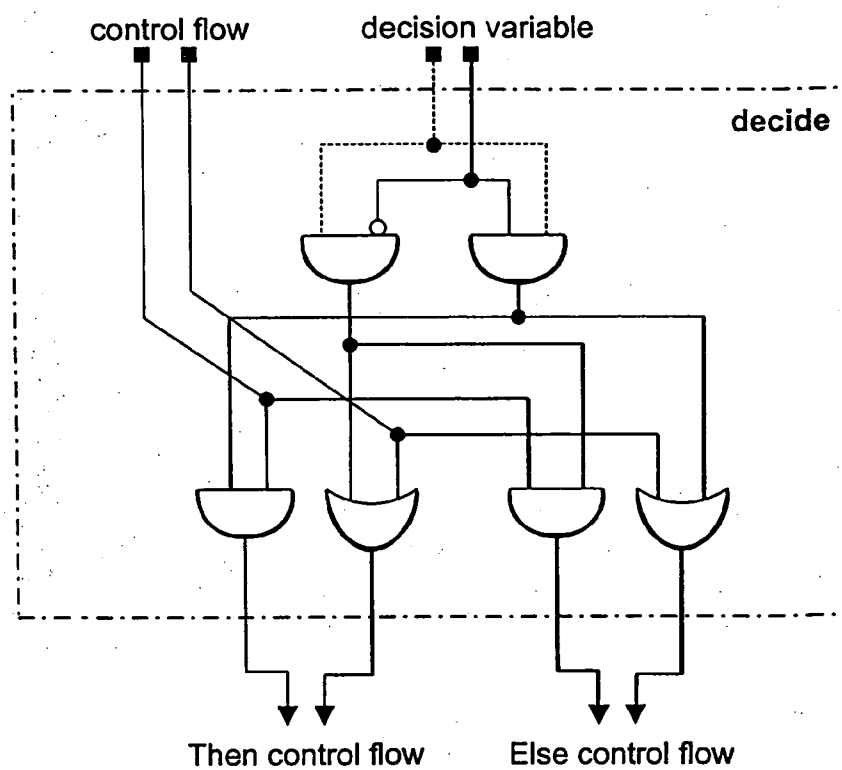 control flow
decision variable
decide
Then control flow
Else control flow